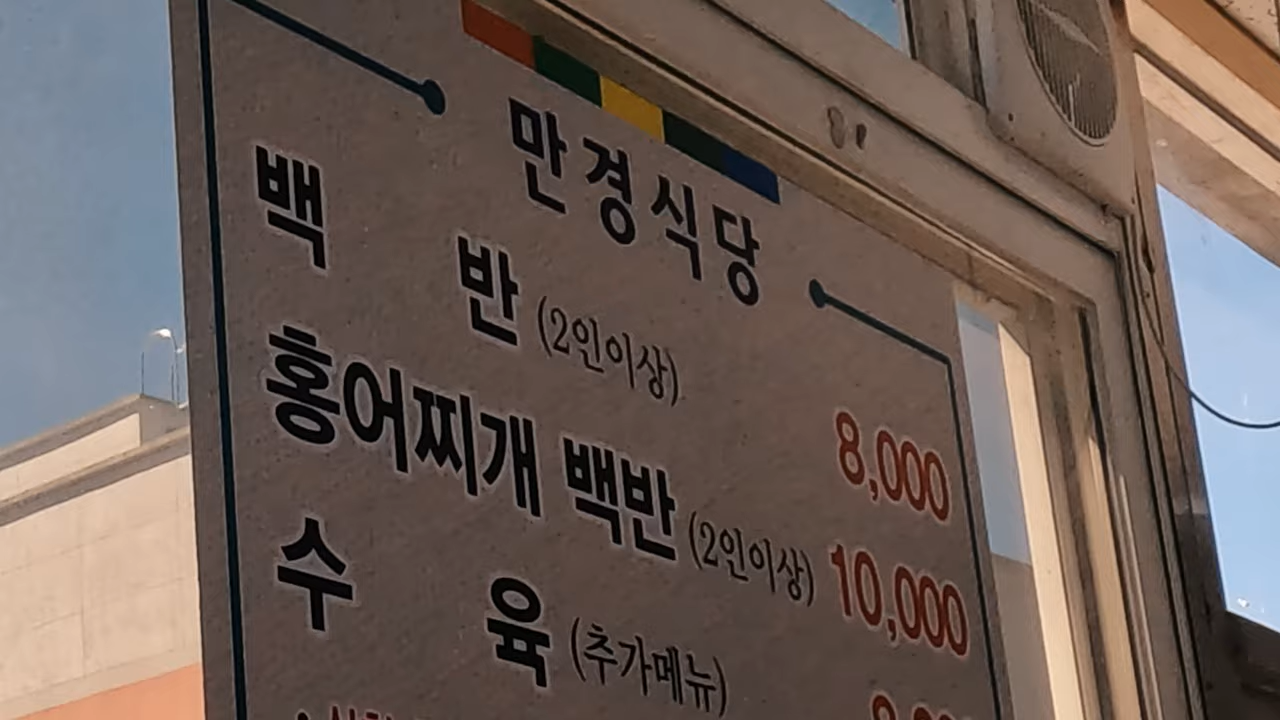 만경식당
백 반 (2인이상) 8,000
홍어찌개 백반 (2인이상) 10,000
수 육 (추가메뉴)